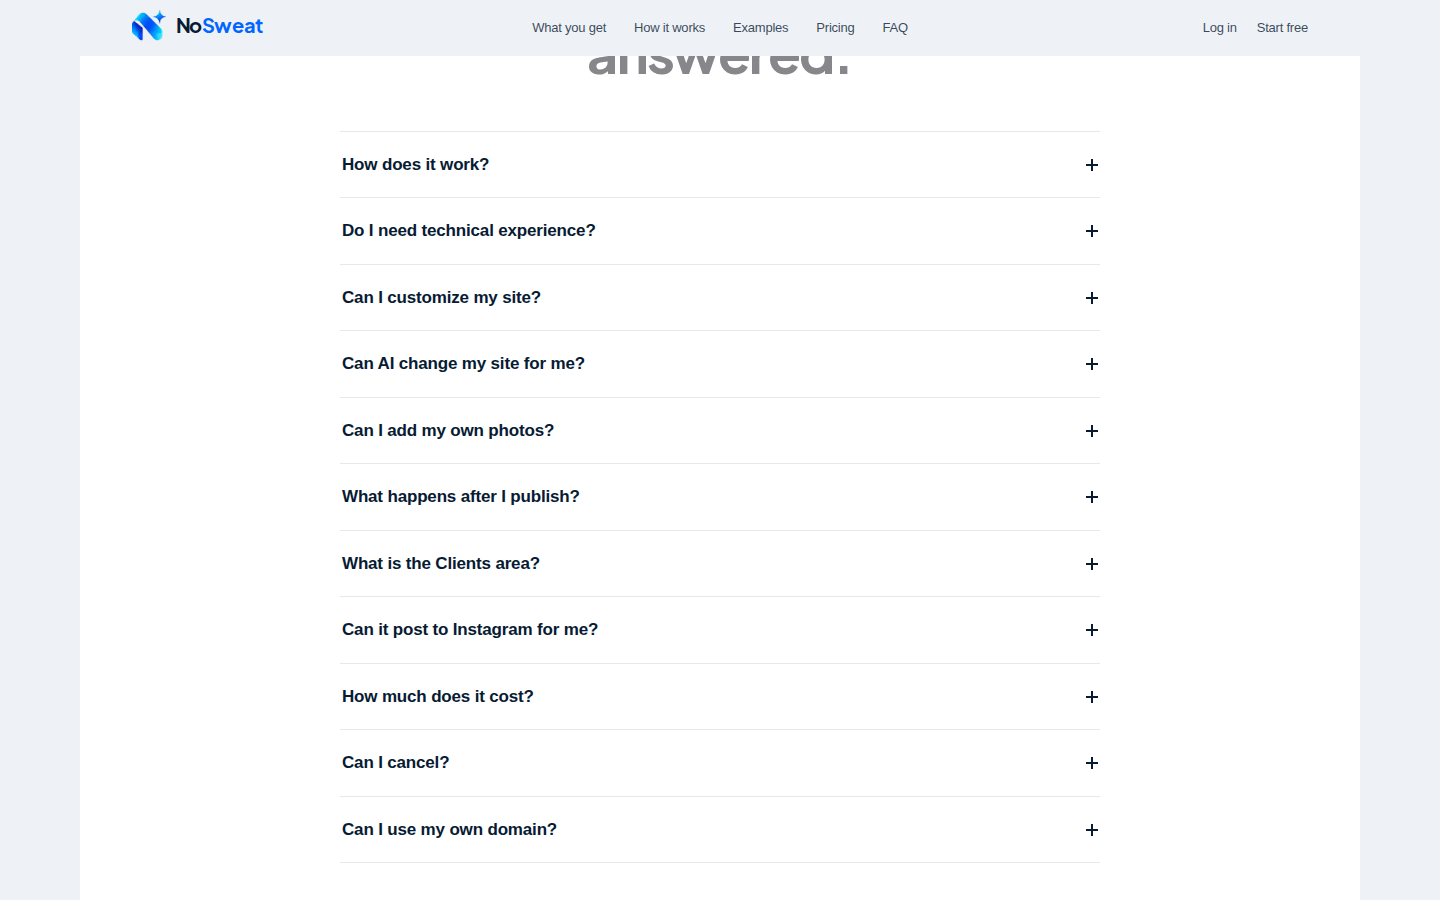 NoSweat
What you get
How it works
Examples
Pricing
FAQ
Log in
Start free
answered.
How does it work?
Do I need technical experience?
Can I customize my site?
Can AI change my site for me?
Can I add my own photos?
What happens after I publish?
What is the Clients area?
Can it post to Instagram for me?
How much does it cost?
Can I cancel?
Can I use my own domain?